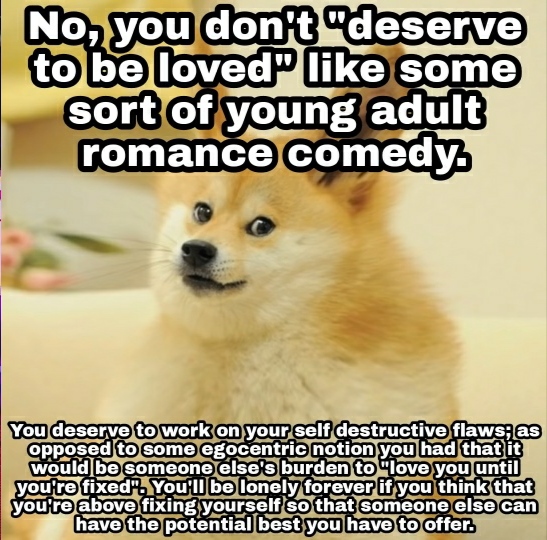 No, you don't "deserve
to be loved" like some
sort of young adult
romance comedy.
You deserve to work on your self destructive flaws; as
opposed to some egocentric notion you had that it
would be someone else's burden to "love you until
you're fixed". You'll be lonely forever if you think that
you're above fixing yourself so that someone else can
have the potential best you have to offer.